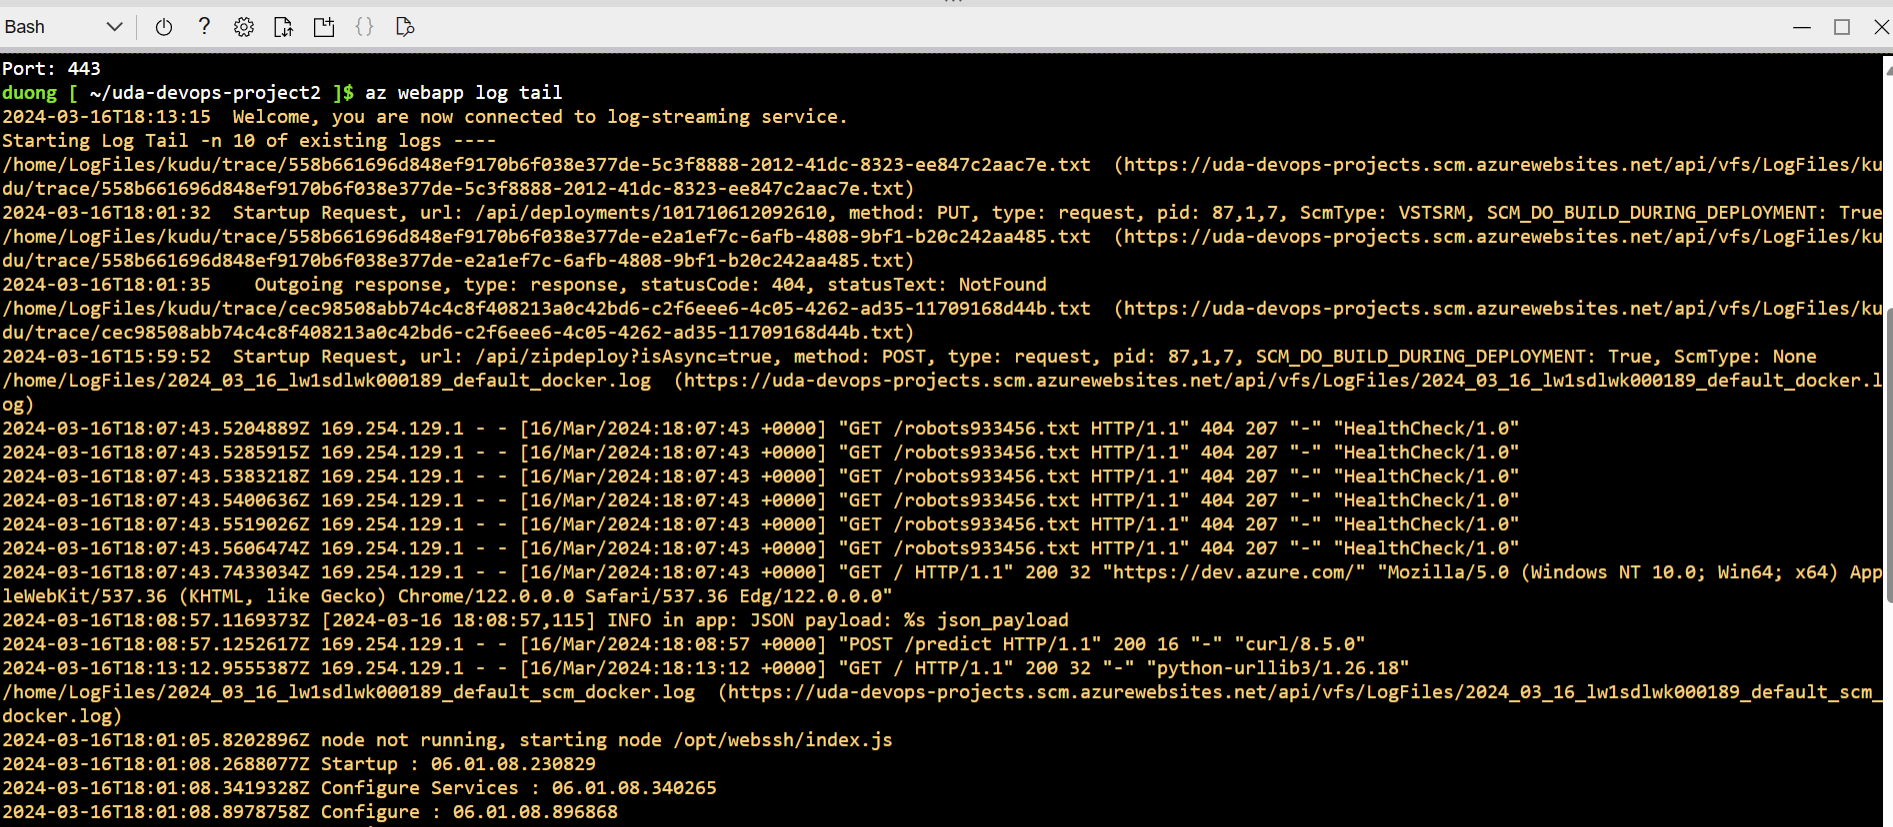 Bash
Port: 443
duong [ ~/uda-devops-project2 ]$ az webapp log tail
2024-03-16T18:13:15  Welcome, you are now connected to log-streaming service.
Starting Log Tail -n 10 of existing logs ----
/home/LogFiles/kudu/trace/558b661696d848ef9170b6f038e377de-5c3f8888-2012-41dc-8323-ee847c2aac7e.txt  (https://uda-devops-projects.scm.azurewebsites.net/api/vfs/LogFiles/ku
du/trace/558b661696d848ef9170b6f038e377de-5c3f8888-2012-41dc-8323-ee847c2aac7e.txt)
2024-03-16T18:01:32  Startup Request, url: /api/deployments/101710612092610, method: PUT, type: request, pid: 87,1,7, ScmType: VSTSRM, SCM_DO_BUILD_DURING_DEPLOYMENT: True
/home/LogFiles/kudu/trace/558b661696d848ef9170b6f038e377de-e2a1ef7c-6afb-4808-9bf1-b20c242aa485.txt  (https://uda-devops-projects.scm.azurewebsites.net/api/vfs/LogFiles/ku
du/trace/558b661696d848ef9170b6f038e377de-e2a1ef7c-6afb-4808-9bf1-b20c242aa485.txt)
2024-03-16T18:01:35    Outgoing response, type: response, statusCode: 404, statusText: NotFound
/home/LogFiles/kudu/trace/cec98508abb74c4c8f408213a0c42bd6-c2f6eee6-4c05-4262-ad35-11709168d44b.txt  (https://uda-devops-projects.scm.azurewebsites.net/api/vfs/LogFiles/ku
du/trace/cec98508abb74c4c8f408213a0c42bd6-c2f6eee6-4c05-4262-ad35-11709168d44b.txt)
2024-03-16T15:59:52  Startup Request, url: /api/zipdeploy?isAsync=true, method: POST, type: request, pid: 87,1,7, SCM_DO_BUILD_DURING_DEPLOYMENT: True, ScmType: None
/home/LogFiles/2024_03_16_lw1sdlwk000189_default_docker.log  (https://uda-devops-projects.scm.azurewebsites.net/api/vfs/LogFiles/2024_03_16_lw1sdlwk000189_default_docker.l
og)
2024-03-16T18:07:43.5204889Z 169.254.129.1 - - [16/Mar/2024:18:07:43 +0000] "GET /robots933456.txt HTTP/1.1" 404 207 "-" "HealthCheck/1.0"
2024-03-16T18:07:43.5285915Z 169.254.129.1 - - [16/Mar/2024:18:07:43 +0000] "GET /robots933456.txt HTTP/1.1" 404 207 "-" "HealthCheck/1.0"
2024-03-16T18:07:43.5383218Z 169.254.129.1 - - [16/Mar/2024:18:07:43 +0000] "GET /robots933456.txt HTTP/1.1" 404 207 "-" "HealthCheck/1.0"
2024-03-16T18:07:43.5400636Z 169.254.129.1 - - [16/Mar/2024:18:07:43 +0000] "GET /robots933456.txt HTTP/1.1" 404 207 "-" "HealthCheck/1.0"
2024-03-16T18:07:43.5519026Z 169.254.129.1 - - [16/Mar/2024:18:07:43 +0000] "GET /robots933456.txt HTTP/1.1" 404 207 "-" "HealthCheck/1.0"
2024-03-16T18:07:43.5606474Z 169.254.129.1 - - [16/Mar/2024:18:07:43 +0000] "GET /robots933456.txt HTTP/1.1" 404 207 "-" "HealthCheck/1.0"
2024-03-16T18:07:43.7433034Z 169.254.129.1 - - [16/Mar/2024:18:07:43 +0000] "GET / HTTP/1.1" 200 32 "https://dev.azure.com/" "Mozilla/5.0 (Windows NT 10.0; Win64; x64) App
leWebKit/537.36 (KHTML, like Gecko) Chrome/122.0.0.0 Safari/537.36 Edg/122.0.0.0"
2024-03-16T18:08:57.1169373Z [2024-03-16 18:08:57,115] INFO in app: JSON payload: %s json_payload
2024-03-16T18:08:57.1252617Z 169.254.129.1 - - [16/Mar/2024:18:08:57 +0000] "POST /predict HTTP/1.1" 200 16 "-" "curl/8.5.0"
2024-03-16T18:13:12.9555387Z 169.254.129.1 - - [16/Mar/2024:18:13:12 +0000] "GET / HTTP/1.1" 200 32 "-" "python-urllib3/1.26.18"
/home/LogFiles/2024_03_16_lw1sdlwk000189_default_scm_docker.log  (https://uda-devops-projects.scm.azurewebsites.net/api/vfs/LogFiles/2024_03_16_lw1sdlwk000189_default_scm_
docker.log)
2024-03-16T18:01:05.8202896Z node not running, starting node /opt/webssh/index.js
2024-03-16T18:01:08.2688077Z Startup : 06.01.08.230829
2024-03-16T18:01:08.3419328Z Configure Services : 06.01.08.340265
2024-03-16T18:01:08.8978758Z Configure : 06.01.08.896868